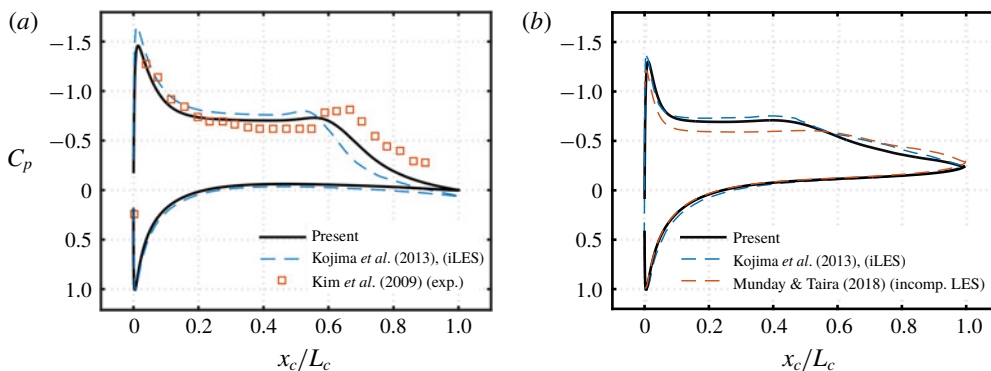 (a)
−1.5
−1.0
−0.5
0
0.5
1.0
C_p
0
0.2
0.4
0.6
0.8
1.0
x_c/L_c
Present
Kojima et al. (2013), (iLES)
Kim et al. (2009) (exp.)
(b)
−1.5
−1.0
−0.5
0
0.5
1.0
0
0.2
0.4
0.6
0.8
1.0
x_c/L_c
Present
Kojima et al. (2013), (iLES)
Munday & Taira (2018) (incomp. LES)